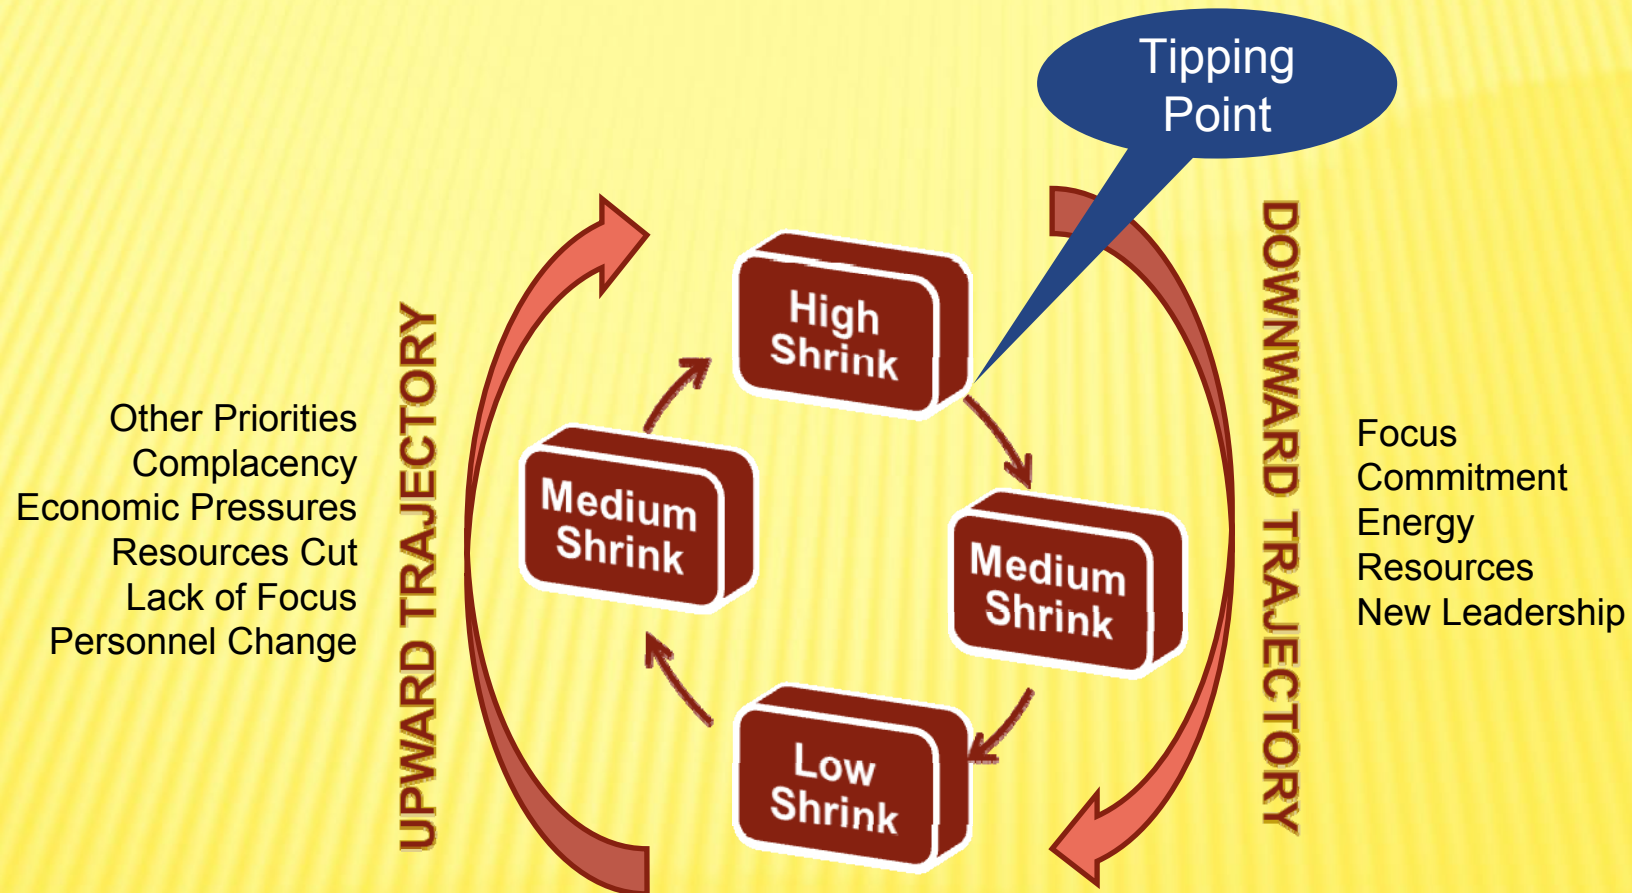 Tipping
Point
High
Shrink
Medium
Shrink
Medium
Shrink
Low
Shrink
UPWARD TRAJECTORY
DOWNWARD TRAJECTORY
Other Priorities
Complacency
Economic Pressures
Resources Cut
Lack of Focus
Personnel Change
Focus
Commitment
Energy
Resources
New Leadership